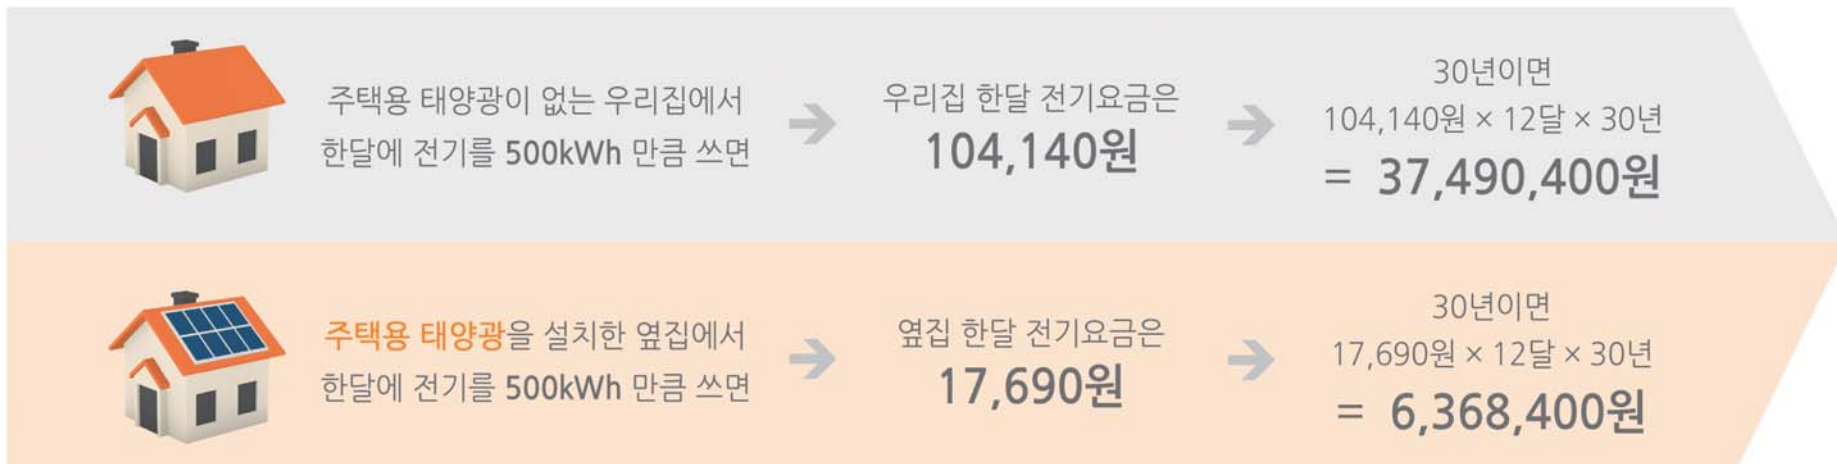 주택용 태양광이 없는 우리집에서
한달에 전기를 500kWh 만큼 쓰면
우리집 한달 전기요금은
104,140원
30년이면
104,140원 × 12달 × 30년
= 37,490,400원
주택용 태양광을 설치한 옆집에서
한달에 전기를 500kWh 만큼 쓰면
옆집 한달 전기요금은
17,690원
30년이면
17,690원 × 12달 × 30년
= 6,368,400원